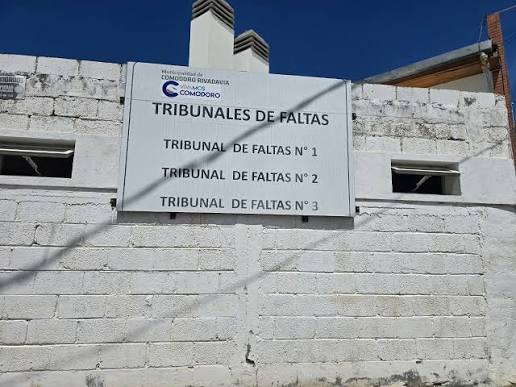 Municipalidad de
COMODORO RIVADAVIA
VIVAMOS
COMODORO
TRIBUNALES DE FALTAS
TRIBUNAL DE FALTAS N° 1
TRIBUNAL DE FALTAS N° 2
TRIBUNAL DE FALTAS N° 3